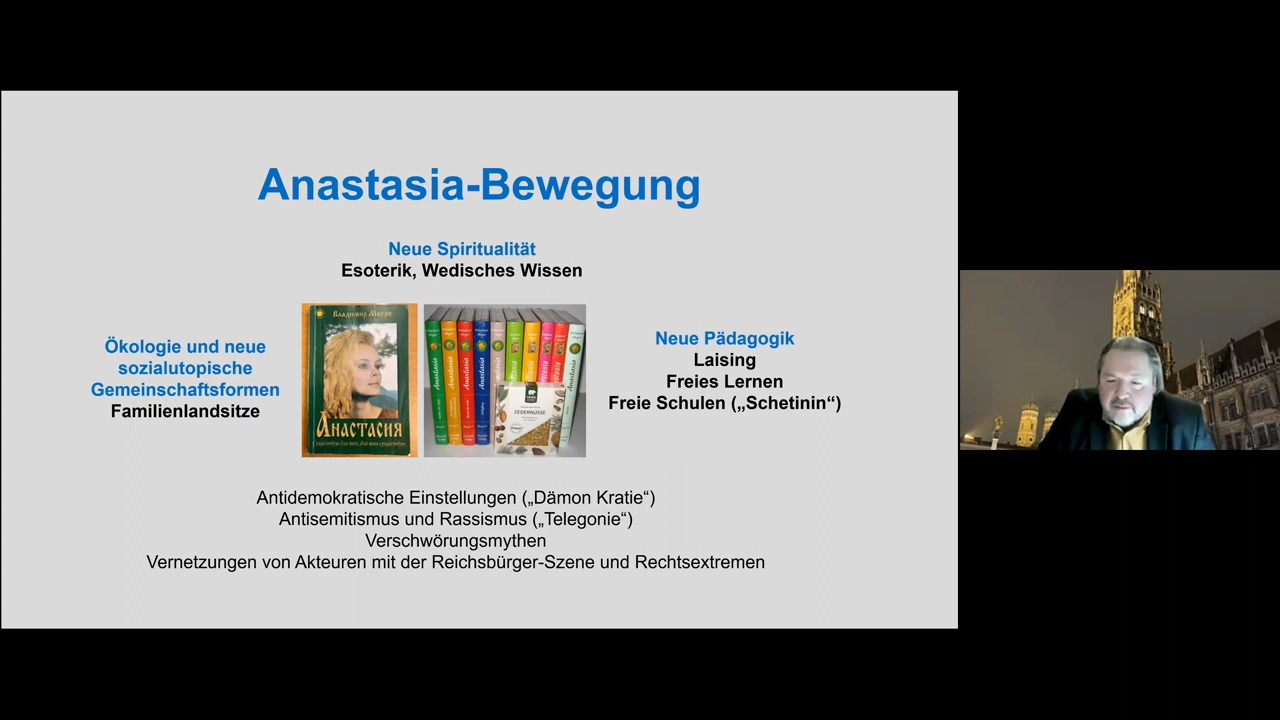 Anastasia-Bewegung
Neue Spiritualität
Esoterik, Wedisches Wissen
Ökologie und neue
sozialutopische
Gemeinschaftsformen
Familienlandsitze
Владимир Мегре
Анастасия
ZEDERNÜSSE
Neue Pädagogik
Laising
Freies Lernen
Freie Schulen („Schetinin“)
Antidemokratische Einstellungen („Dämon Kratie“)
Antisemitismus und Rassismus („Telegonie“)
Verschwörungsmythen
Vernetzungen von Akteuren mit der Reichsbürger-Szene und Rechtsextremen